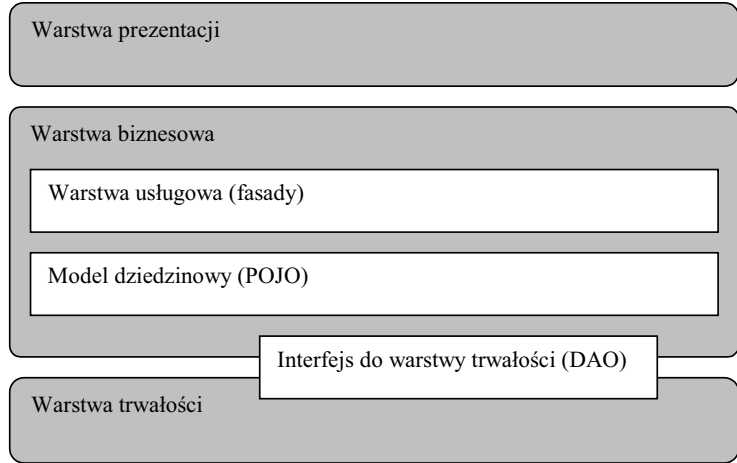 Warstwa prezentacji
Warstwa biznesowa
Warstwa usługowa (fasady)
Model dziedzinowy (POJO)
Interfejs do warstwy trwałości (DAO)
Warstwa trwałości